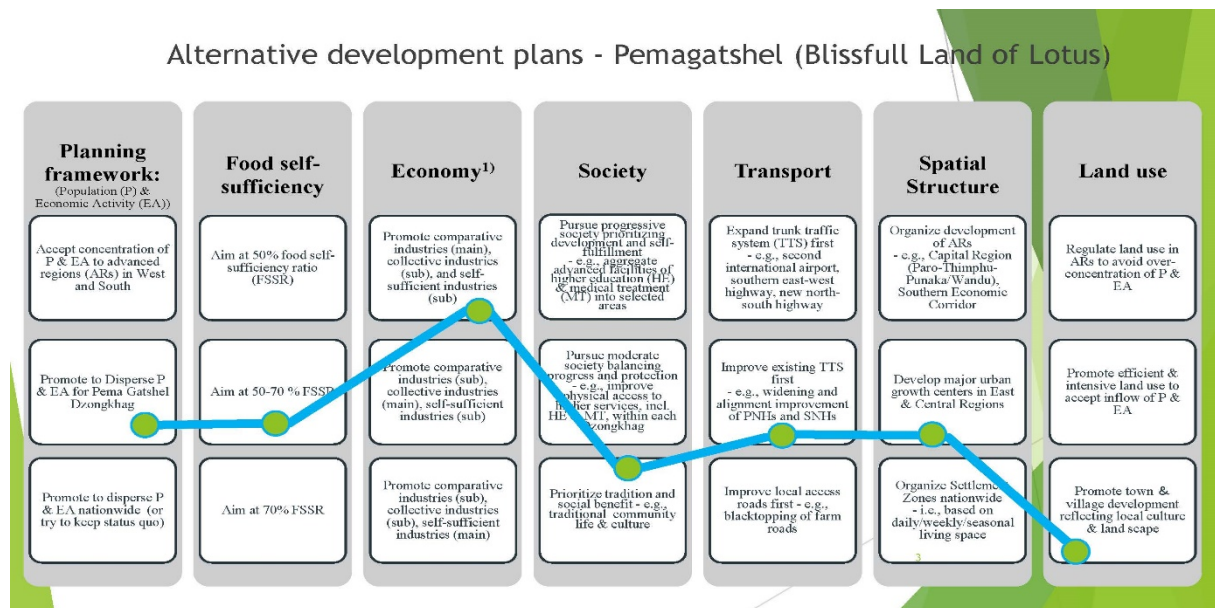 Alternative development plans - Pemagatshel (Blissfull Land of Lotus)
Planning
framework:
(Population (P) &
Economic Activity (EA))
Accept concentration of
P & EA to advanced
regions (ARs) in West
and South
Promote to Disperse P
& EA for Pema Gatshel
Dzongkhag
Promote to disperse P
& EA nationwide (or
try to keep status quo)
Food self-
sufficiency
Aim at 50% food self-
sufficiency ratio
(FSSR)
Aim at 50-70 % FSSR
Aim at 70% FSSR
Economy1)
Promote comparative
industries (main),
collective industries
(sub), and self-
sufficient industries
(sub)
Promote comparative
industries (sub),
collective industries
(main), self-sufficient
industries (sub)
Promote comparative
industries (sub),
collective industries
(sub), self-sufficient
industries (main)
Society
Pursue progressive
society prioritizing
development and self-
fulfillment
- e.g., aggregate
advanced facilities of
higher education (HE)
& medical treatment
(MT) into selected
areas
Pursue moderate
society balancing
progress and protection
- e.g., improve
physical access to
higher services, incl.
HE & MT, within each
Dzongkhag
Prioritize tradition and
social benefit - e.g.,
traditional community
life & culture
Transport
Expand trunk traffic
system (TTS) first
- e.g., second
international airport,
southern east-west
highway, new north-
south highway
Improve existing TTS
first
- e.g., widening and
alignment improvement
of PNHs and SNHs
Improve local access
roads first - e.g.,
blacktopping of farm
roads
Spatial
Structure
Organize development
of ARs
- e.g., Capital Region
(Paro-Thimphu-
Punaka/Wandu),
Southern Economic
Corridor
Develop major urban
growth centers in East
& Central Regions
Organize Settlement
Zones nationwide
- i.e., based on
daily/weekly/seasonal
living space
3
Land use
Regulate land use in
ARs to avoid over-
concentration of P &
EA
Promote efficient &
intensive land use to
accept inflow of P &
EA
Promote town &
village development
reflecting local culture
& land scape